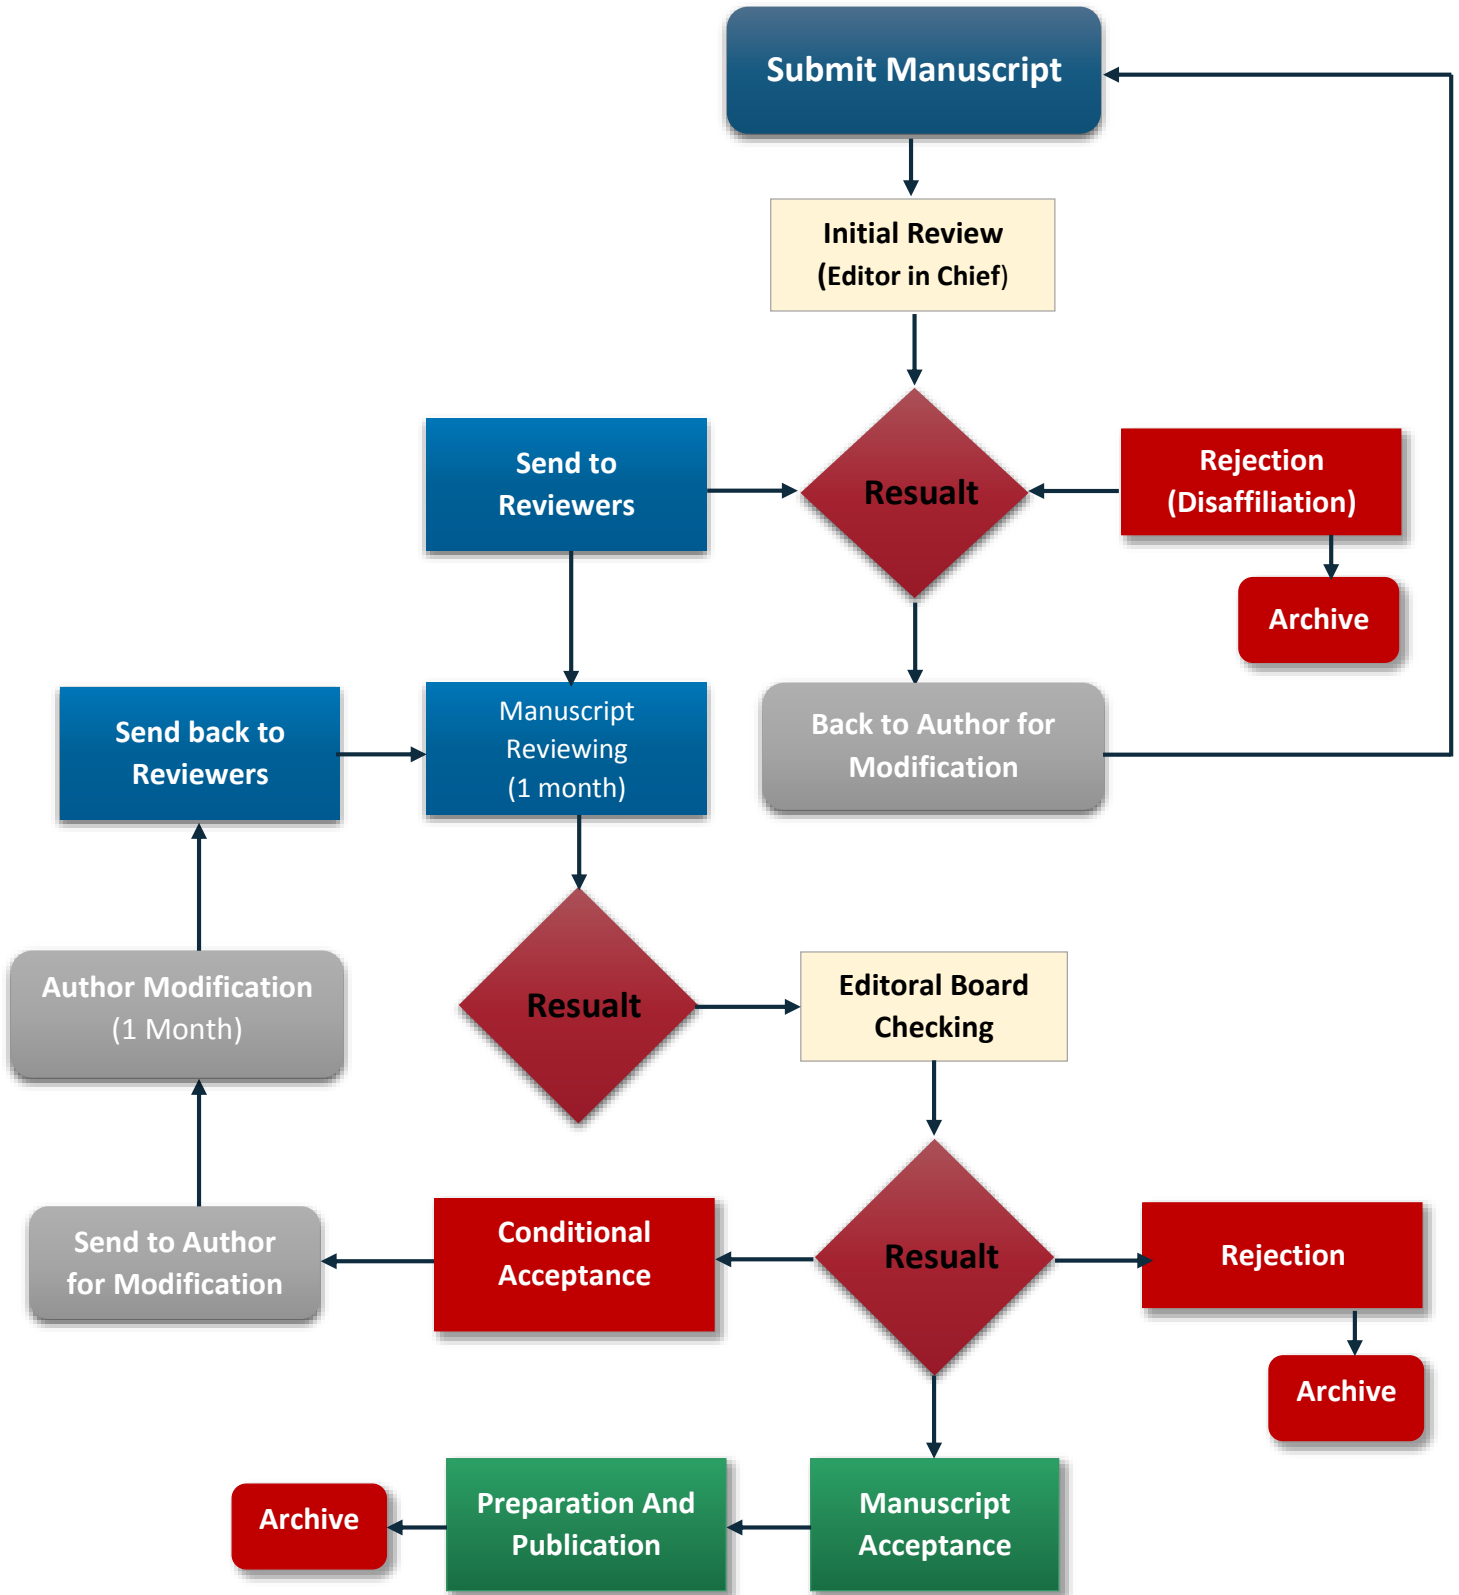 Submit Manuscript
Initial Review
(Editor in Chief)
Send to
Reviewers
Resualt
Rejection
(Disaffiliation)
Archive
Send back to
Reviewers
Manuscript
Reviewing
(1 month)
Back to Author for
Modification
Author Modification
(1 Month)
Resualt
Editoral Board
Checking
Send to Author
for Modification
Conditional
Acceptance
Resualt
Rejection
Archive
Archive
Preparation And
Publication
Manuscript
Acceptance